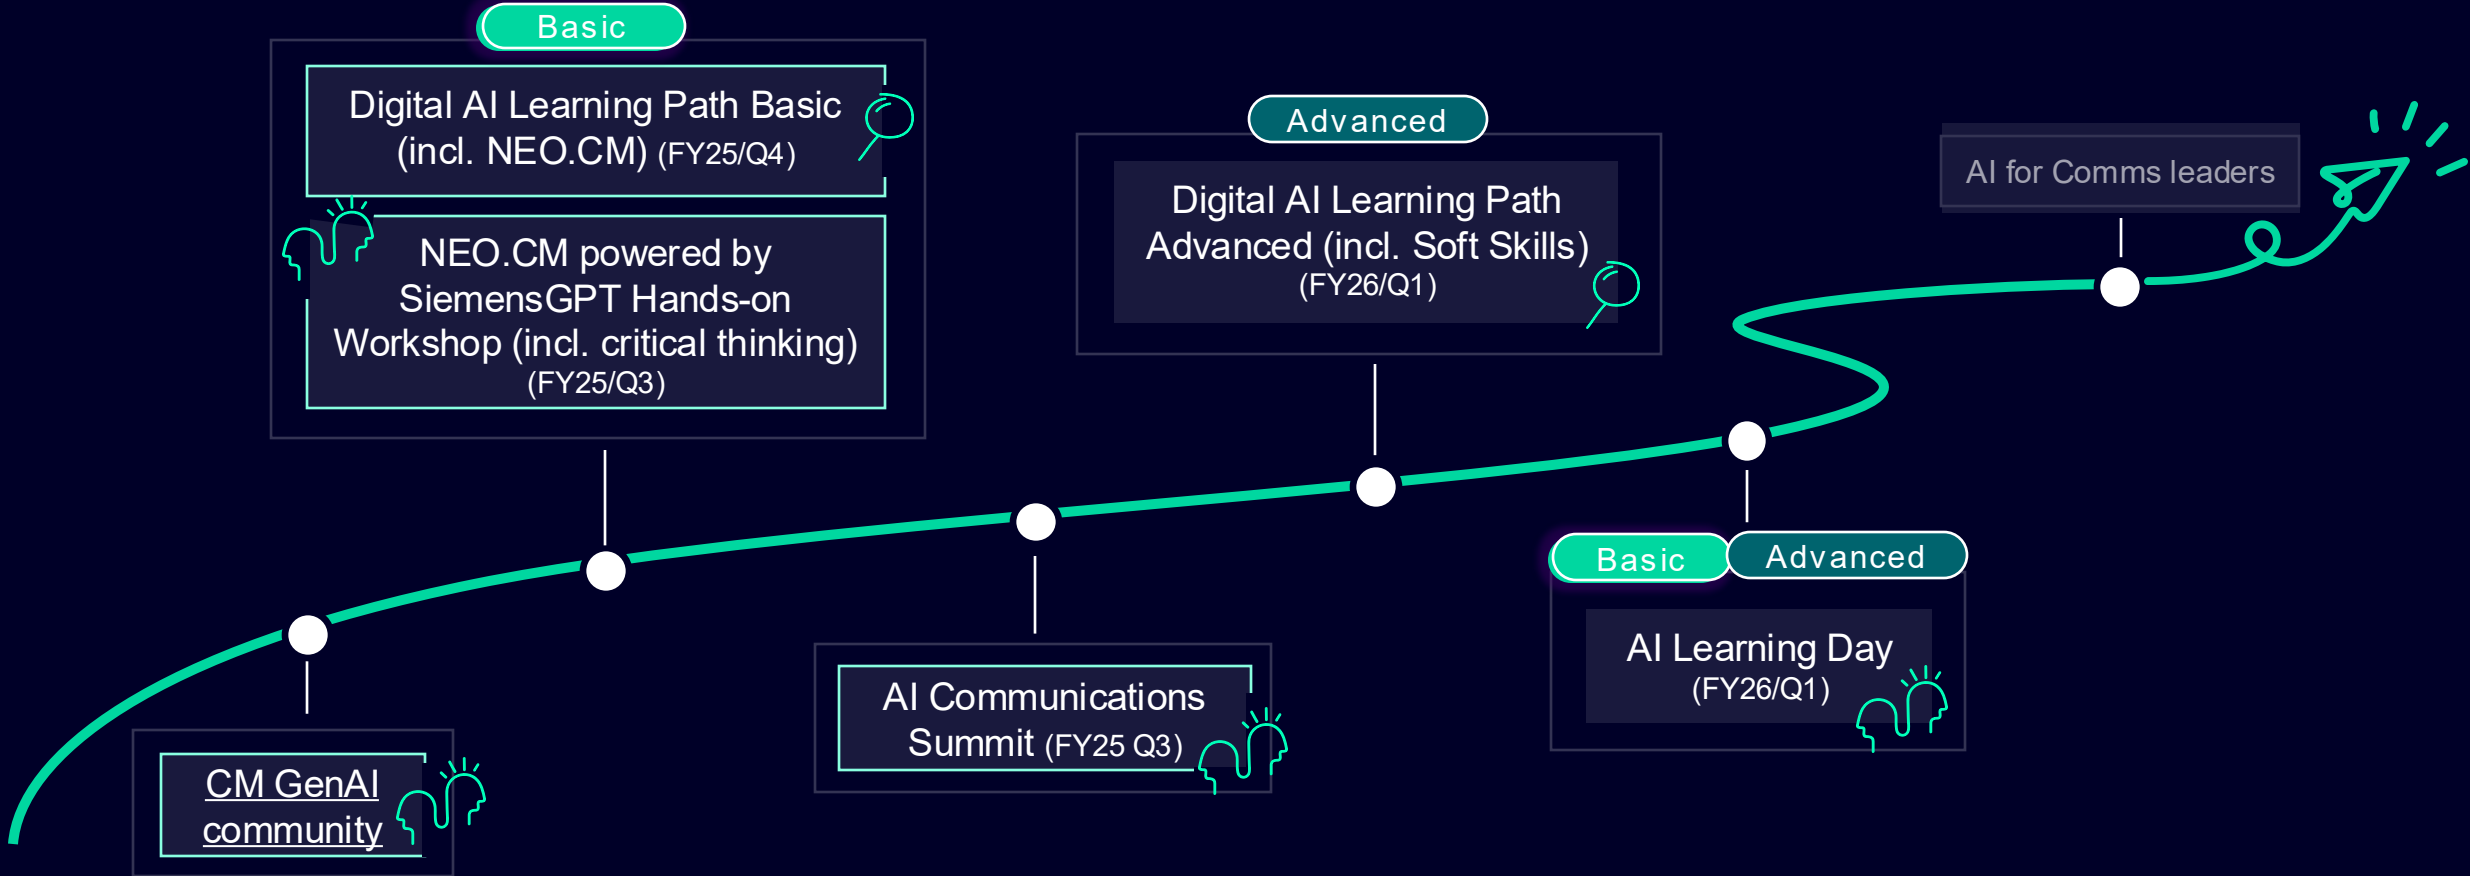 Basic
Digital AI Learning Path Basic
(incl. NEO.CM) (FY25/Q4)
NEO.CM powered by
SiemensGPT Hands-on
Workshop (incl. critical thinking)
(FY25/Q3)
Advanced
Digital AI Learning Path
Advanced (incl. Soft Skills)
(FY26/Q1)
AI for Comms leaders
CM GenAI
community
AI Communications
Summit (FY25 Q3)
Basic
Advanced
AI Learning Day
(FY26/Q1)